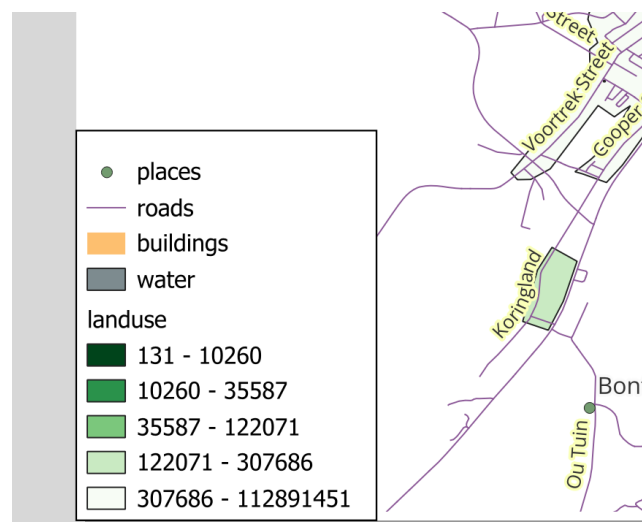 Street
Voortrek Street
Cooper
places
roads
buildings
water
landuse
131 - 10260
10260 - 35587
35587 - 122071
122071 - 307686
307686 - 112891451
Koringland
Bont
Ou Tuin